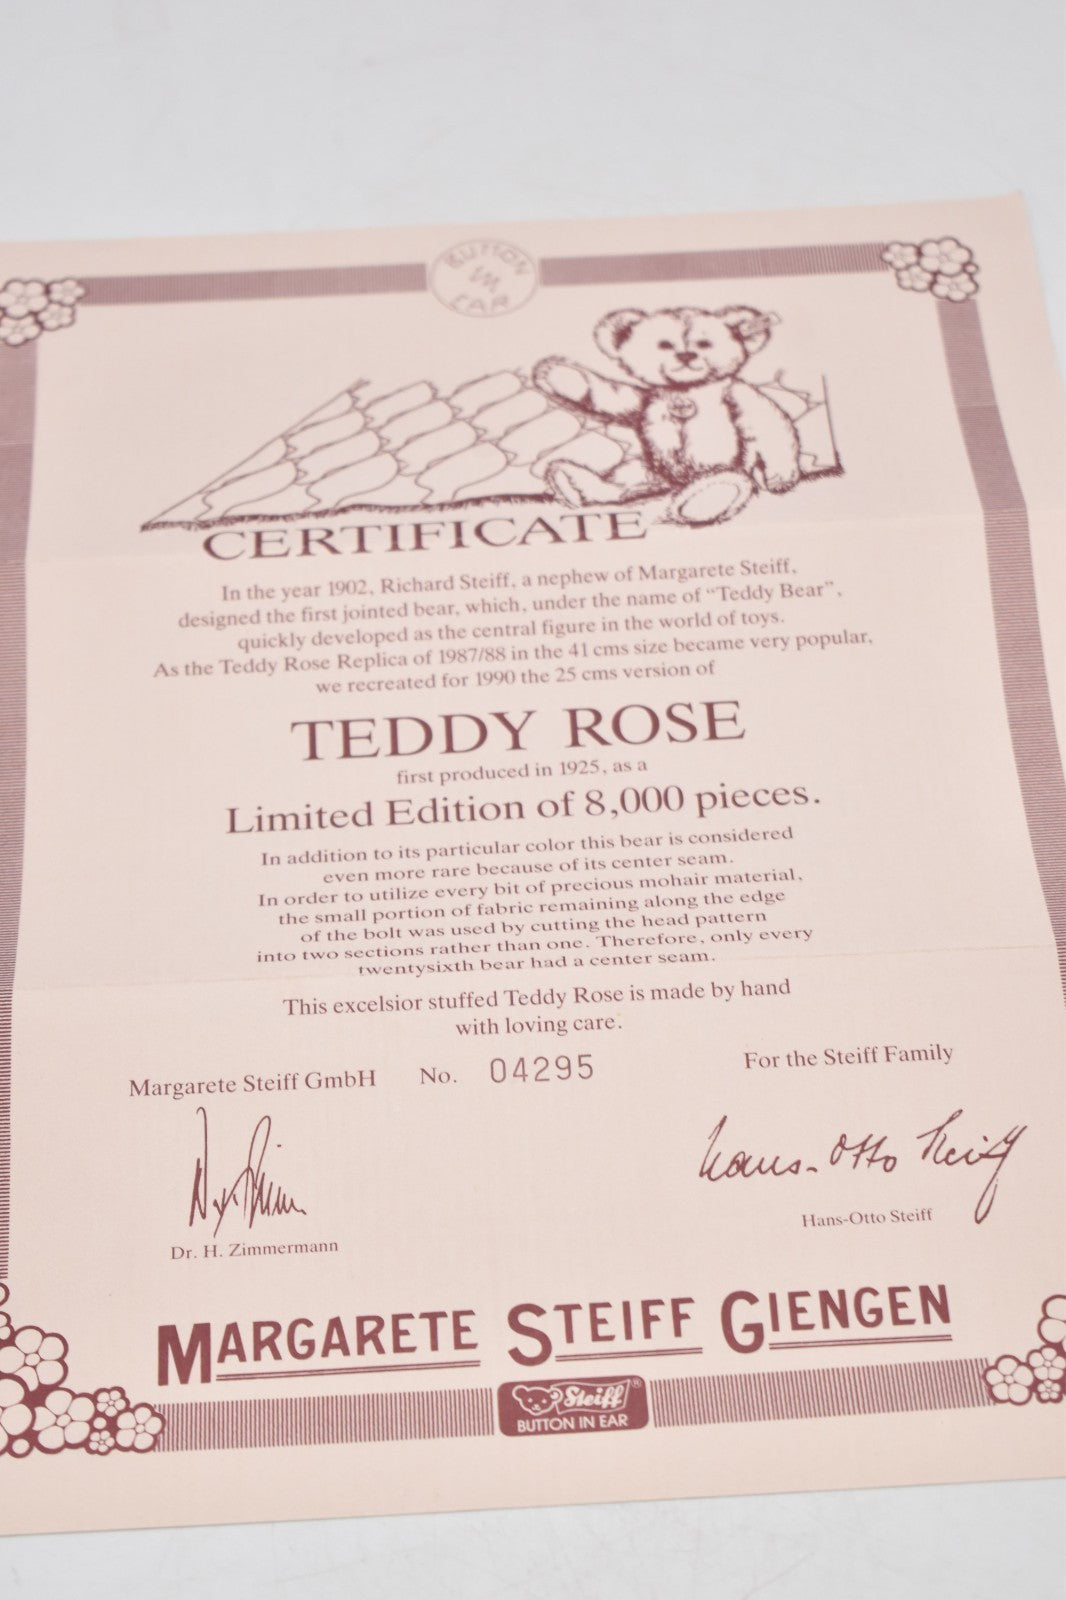 BUTTON
IN
EAR
CERTIFICATE
In the year 1902, Richard Steiff, a nephew of Margarete Steiff,
designed the first jointed bear, which, under the name of “Teddy Bear”,
quickly developed as the central figure in the world of toys.
As the Teddy Rose Replica of 1987/88 in the 41 cms size became very popular,
we recreated for 1990 the 25 cms version of
TEDDY ROSE
first produced in 1925, as a
Limited Edition of 8,000 pieces.
In addition to its particular color this bear is considered
even more rare because of its center seam.
In order to utilize every bit of precious mohair material,
the small portion of fabric remaining along the edge
of the bolt was used by cutting the head pattern
into two sections rather than one. Therefore, only every
twentysixth bear had a center seam.
This excelsior stuffed Teddy Rose is made by hand
with loving care.
Margarete Steiff GmbH No. 04295 For the Steiff Family
Hans-Otto Steiff
Dr. H. Zimmermann
Hans-Otto Steiff
MARGARETE STEIFF GIENGEN
Steiff®
BUTTON IN EAR